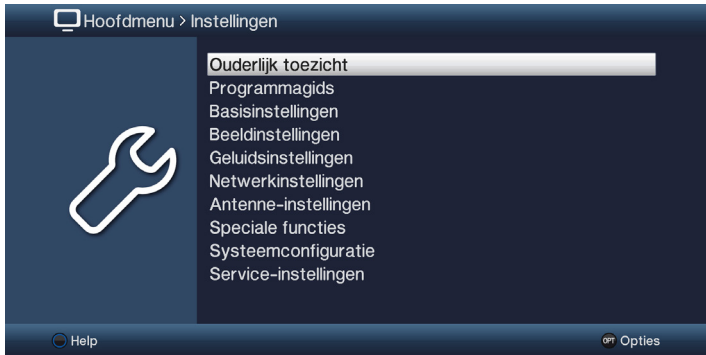 Hoofdmenu > Instellingen
Ouderlijk toezicht
Programmagids
Basisinstellingen
Beeldinstellingen
Geluidsinstellingen
Netwerkinstellingen
Antenne-instellingen
Speciale functies
Systeemconfiguratie
Service-instellingen
Help
OPT Opties